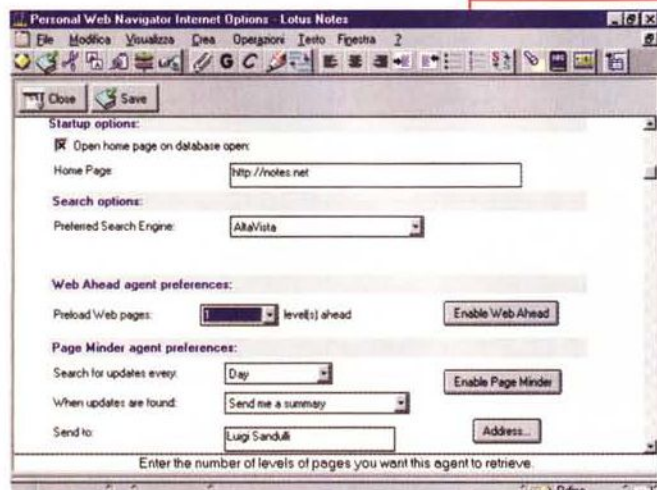 Personal Web Navigator Internet Options - Lotus Notes
File Modifica Visualizza Crea Operazioni Testo Finestra ?
G C
Close Save
Startup options:
Open home page on database open:
Home Page: http://notes.net
Search options:
Preferred Search Engine: AltaVista
Web Ahead agent preferences:
Preload Web pages: 1 level(s) ahead Enable Web Ahead
Page Minder agent preferences:
Search for updates every: Day Enable Page Minder
When updates are found: Send me a summary
Send to: Luigi Sandulli Address...
Enter the number of levels of pages you want this agent to retrieve.